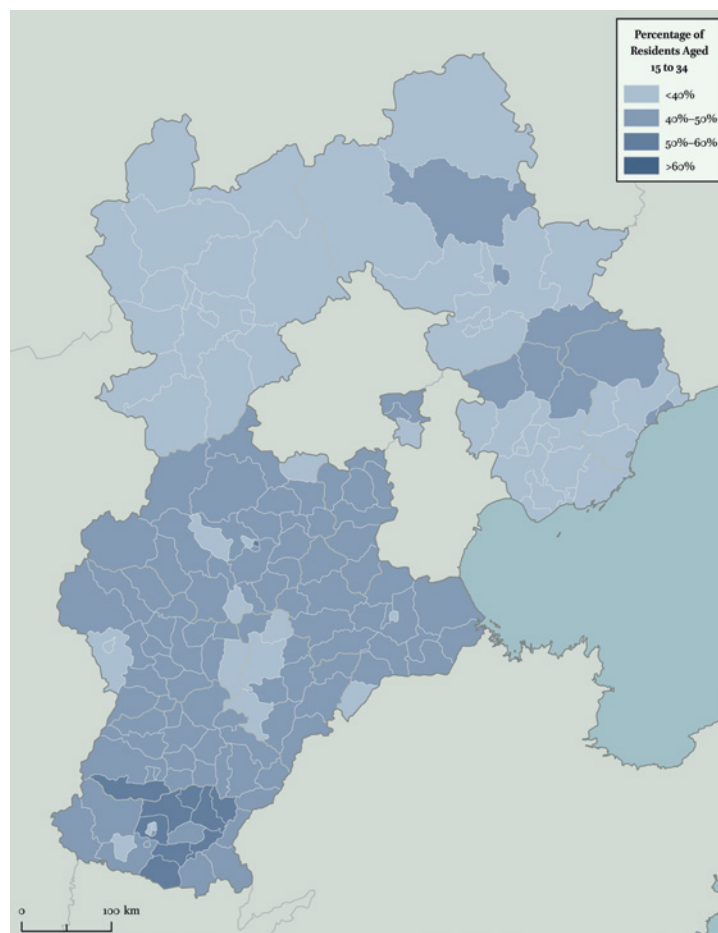 Percentage of
Residents Aged
15 to 34
<40%
40%–50%
50%–60%
>60%
0 100 km